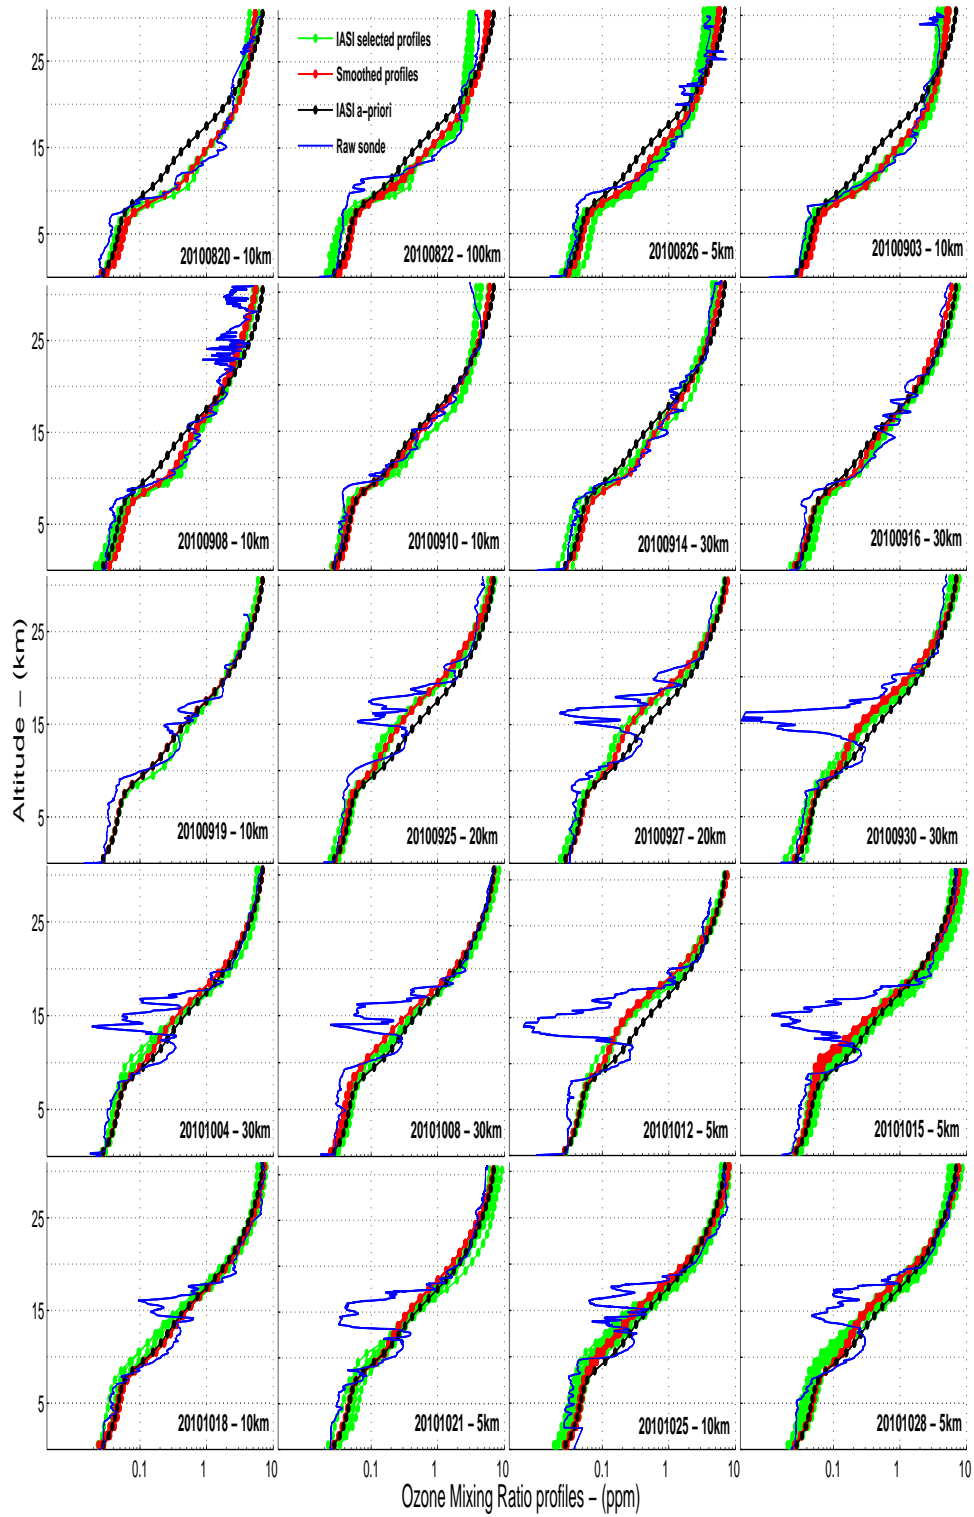 IASI selected profiles
Smoothed profiles
IASI a–priori
Raw sonde
25
15
5
20100820 – 10km
20100822 – 100km
20100826 – 5km
20100903 – 10km
25
15
5
20100908 – 10km
20100910 – 10km
20100914 – 30km
20100916 – 30km
Altitude – (km)
25
15
5
20100919 – 10km
20100925 – 20km
20100927 – 20km
20100930 – 30km
25
15
5
20101004 – 30km
20101008 – 30km
20101012 – 5km
20101015 – 5km
25
15
5
20101018 – 10km
20101021 – 5km
20101025 – 10km
20101028 – 5km
0.1 1 10 0.1 1 10 0.1 1 10 0.1 1 10
Ozone Mixing Ratio profiles – (ppm)